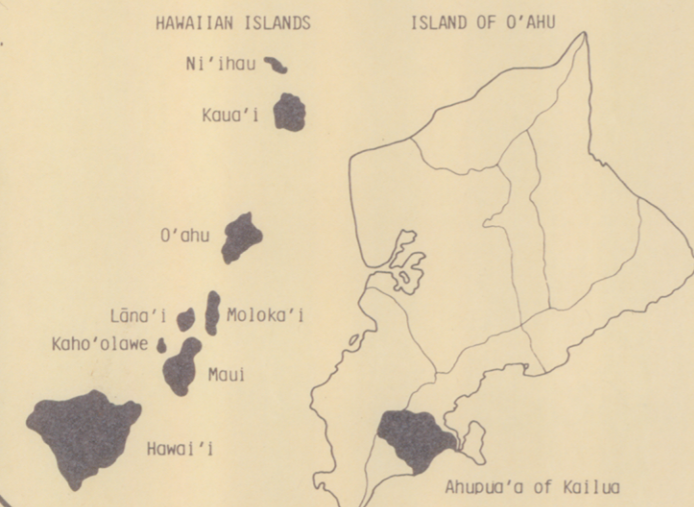 HAWAIIAN ISLANDS
ISLAND OF O'AHU
Ni'ihau
Kaua'i
O'ahu
Lāna'i
Moloka'i
Kaho'olawe
Maui
Hawai'i
Ahupua'a of Kailua